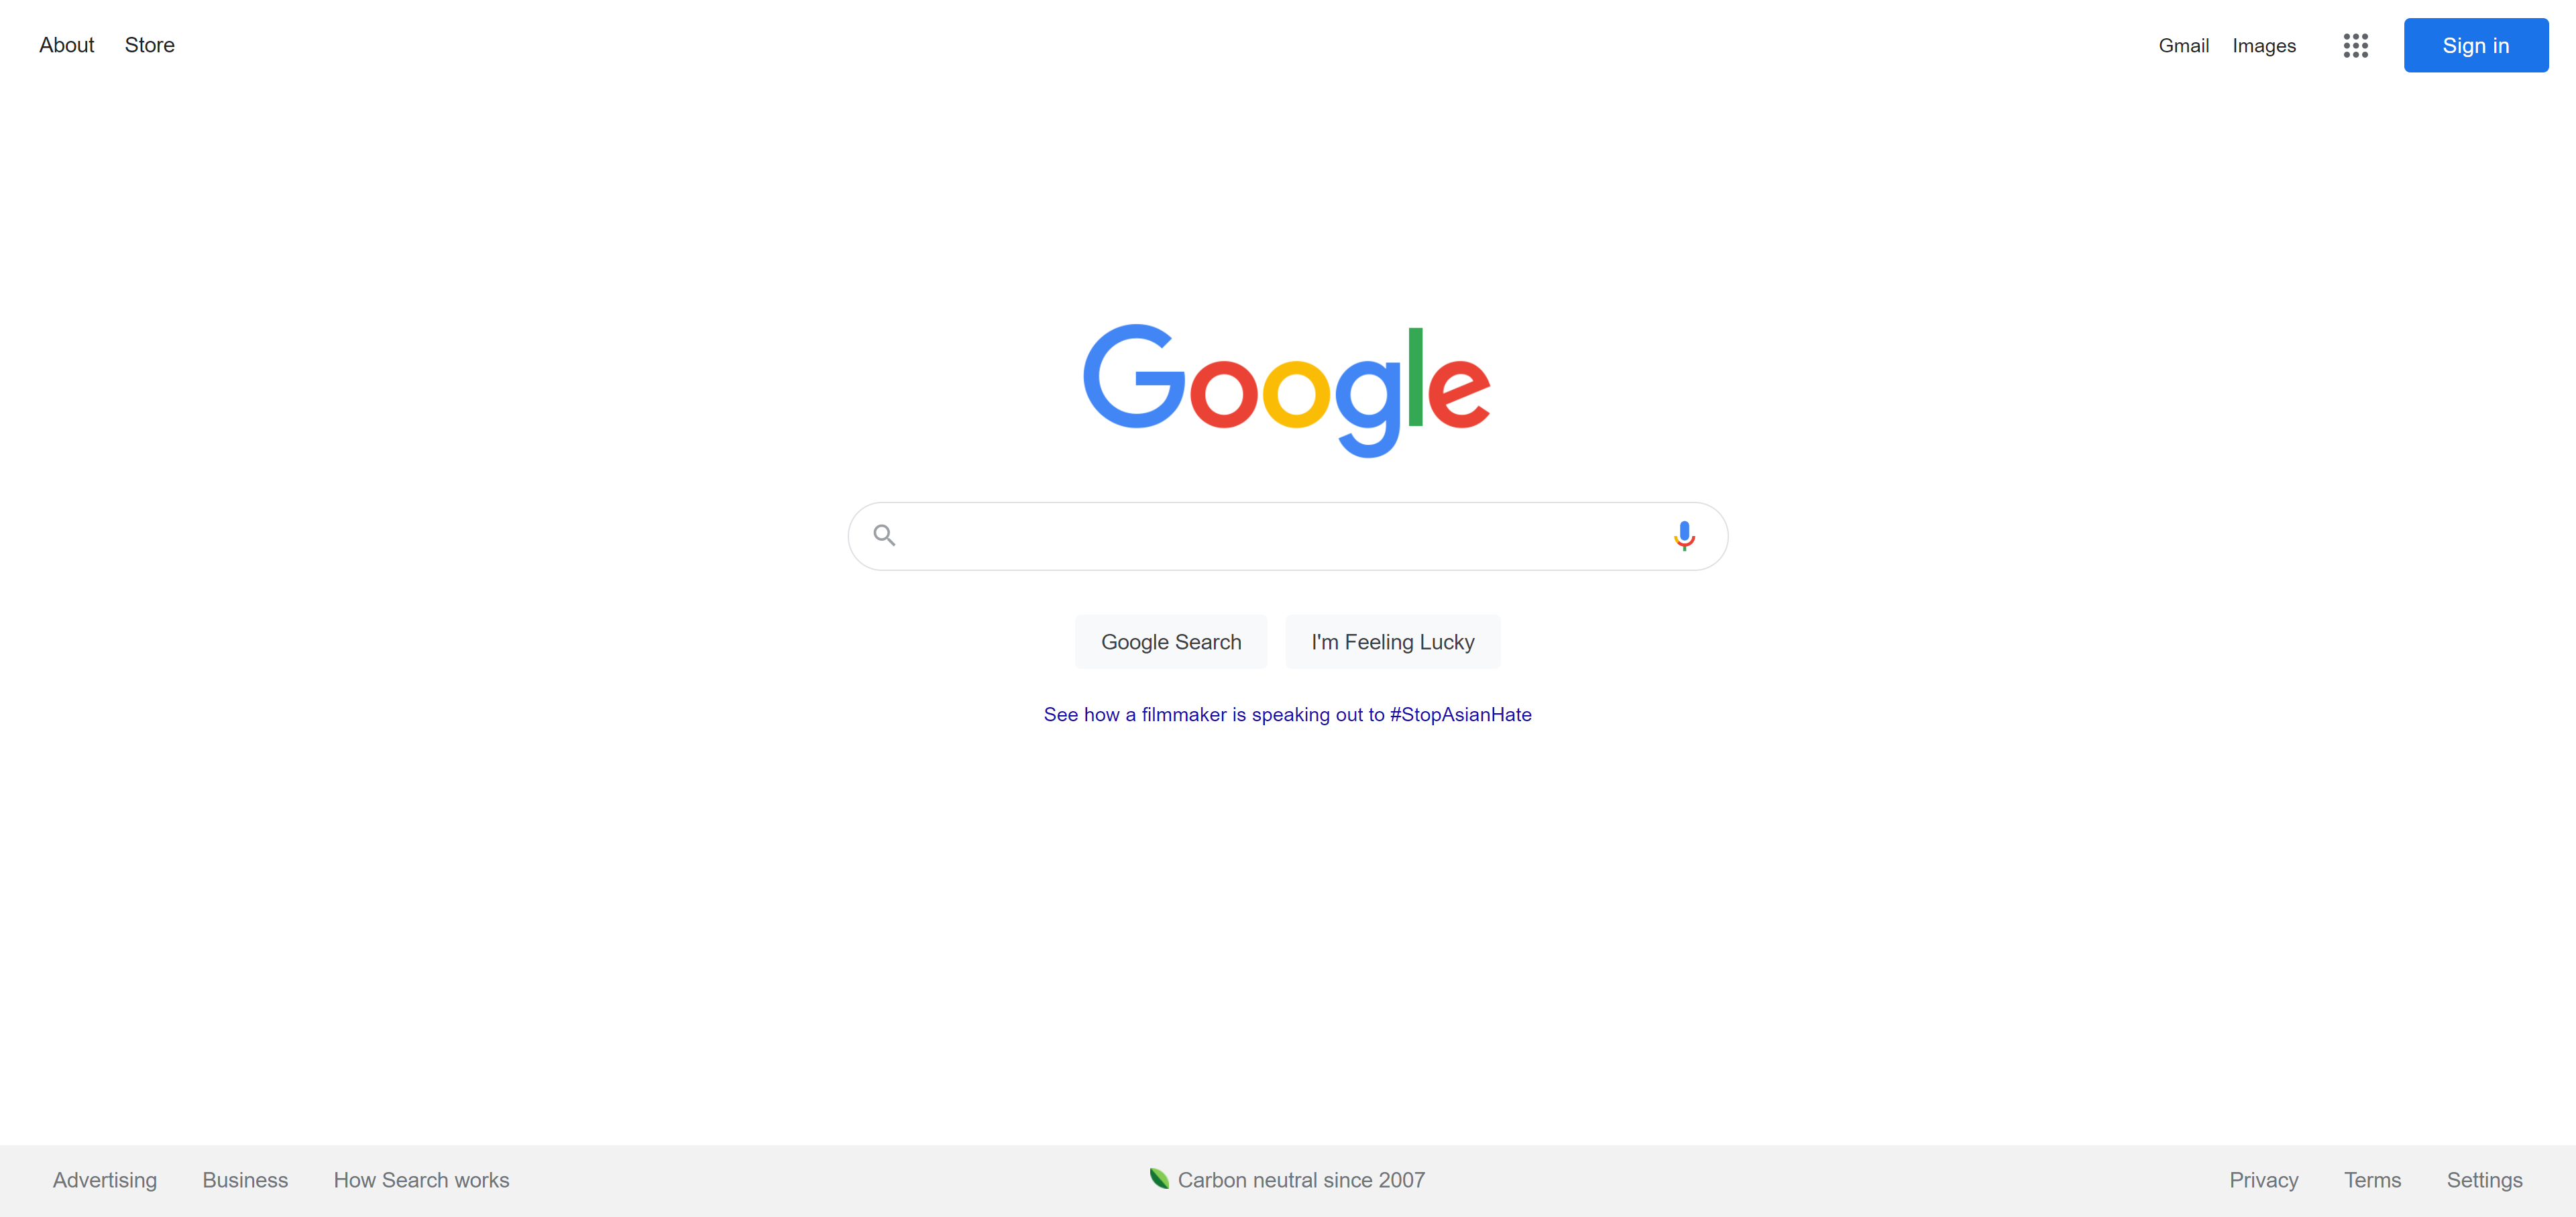 About Store Gmail Images Sign in
Google
Google Search I'm Feeling Lucky
See how a filmmaker is speaking out to #StopAsianHate
Advertising Business How Search works Carbon neutral since 2007 Privacy Terms Settings